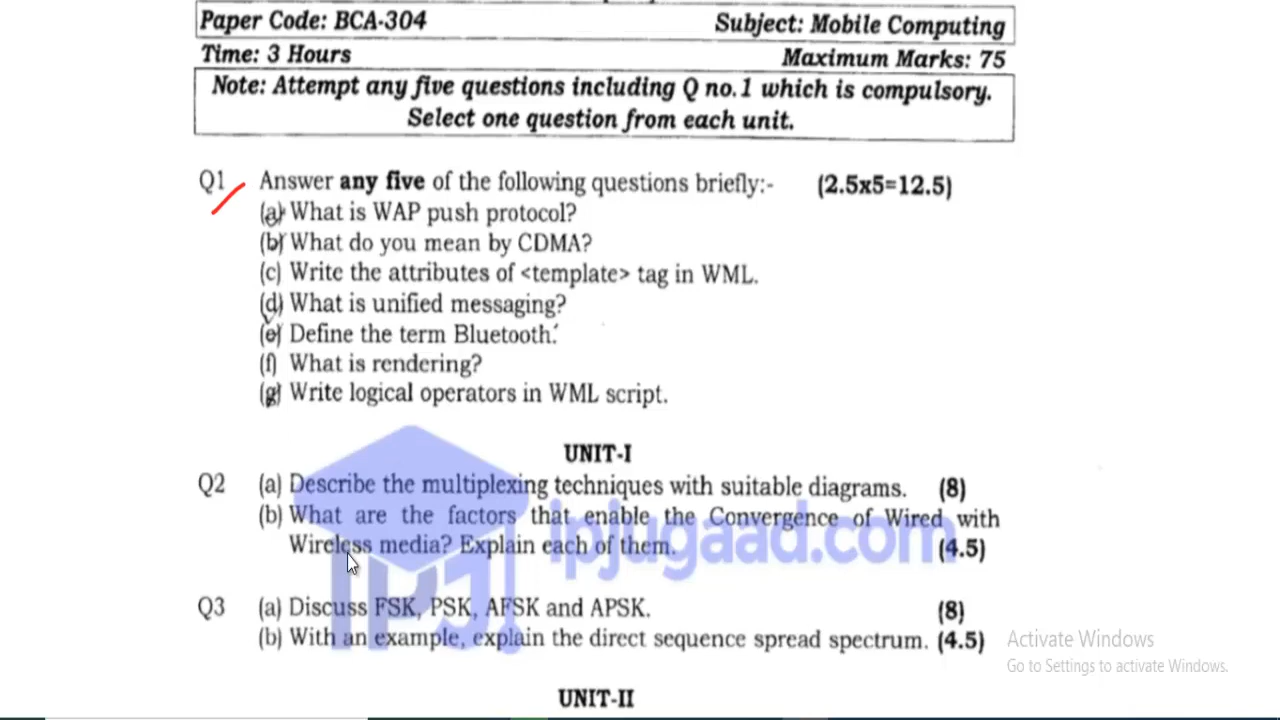 Paper Code: BCA-304 Subject: Mobile Computing
Time: 3 Hours Maximum Marks: 75
Note: Attempt any five questions including Q no.1 which is compulsory.
Select one question from each unit.
Q1 Answer any five of the following questions briefly:- (2.5x5=12.5)
(a) What is WAP push protocol?
(b) What do you mean by CDMA?
(c) Write the attributes of <template> tag in WML.
(d) What is unified messaging?
(e) Define the term Bluetooth.
(f) What is rendering?
(g) Write logical operators in WML script.
UNIT-I
Q2 (a) Describe the multiplexing techniques with suitable diagrams. (8)
(b) What are the factors that enable the Convergence of Wired with
Wireless media? Explain each of them. (4.5)
ipjugaad.com
IPJ
Q3 (a) Discuss FSK, PSK, AFSK and APSK. (8)
(b) With an example, explain the direct sequence spread spectrum. (4.5)
Activate Windows
Go to Settings to activate Windows.
UNIT-II